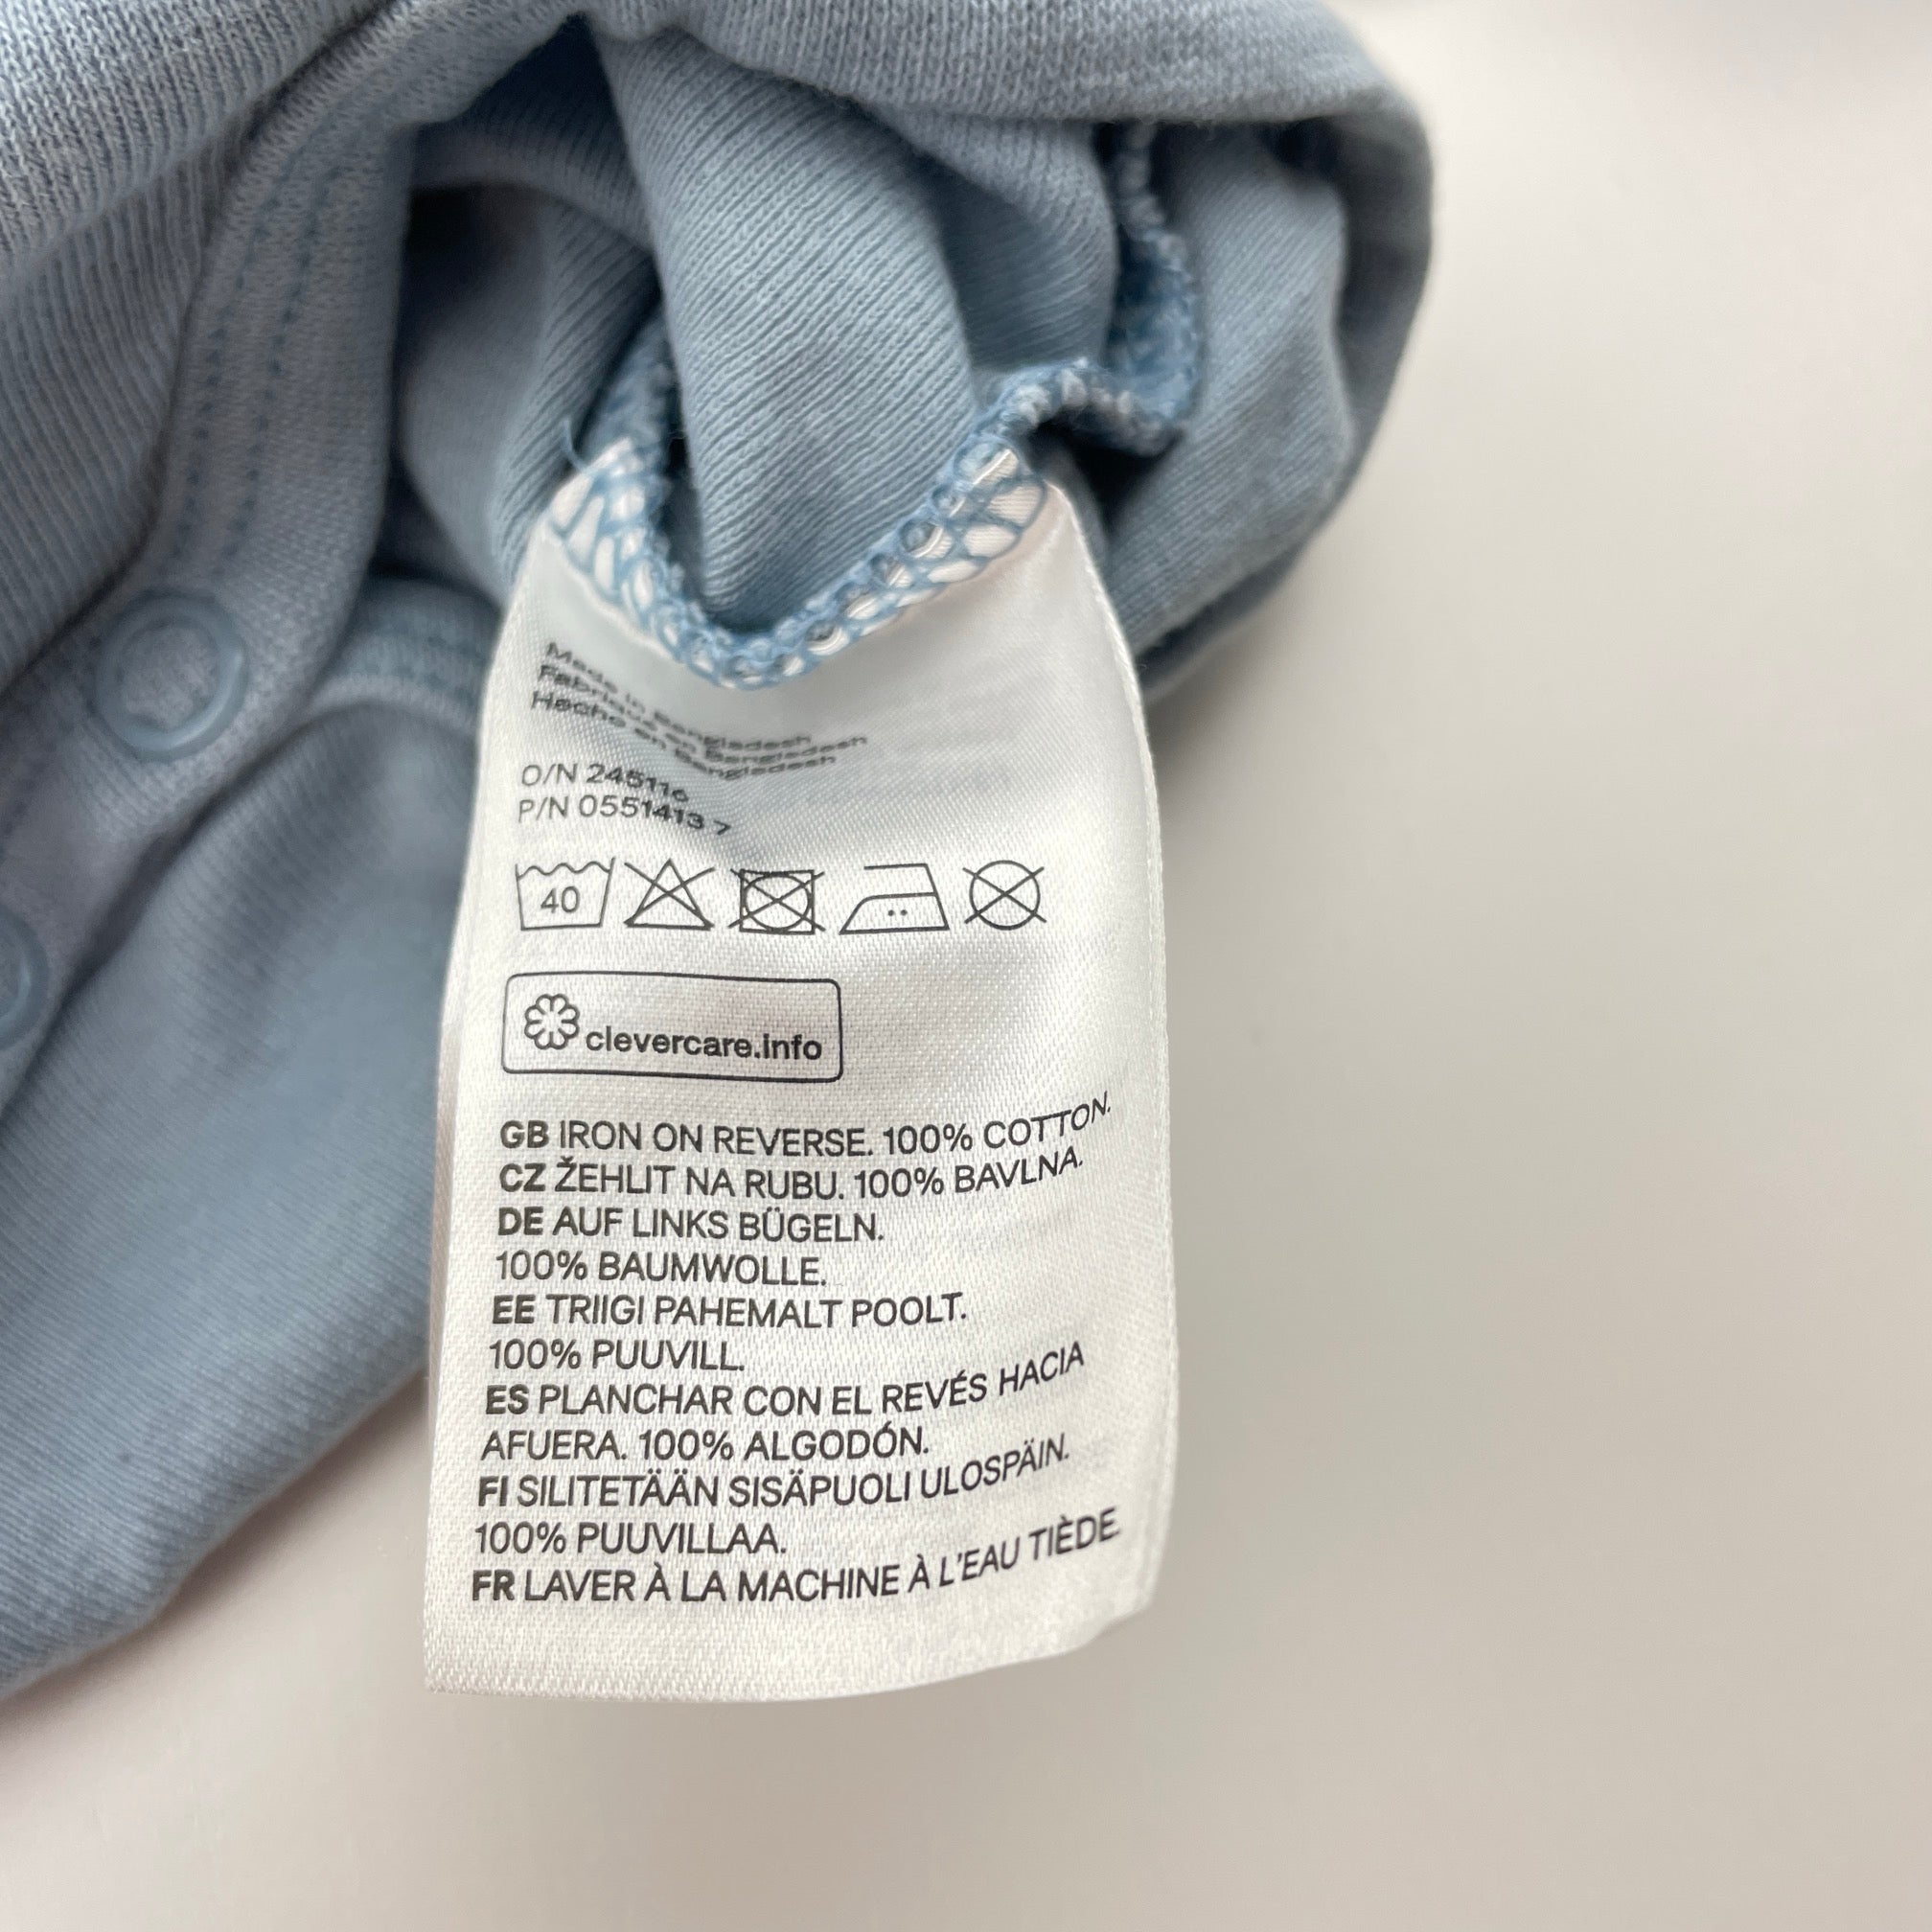 Made in Bangladesh
Fabriqué en Bangladesh
Hecho en Bangladesh
O/N 245116
P/N 0551413 7
40
clevercare.info
GB IRON ON REVERSE. 100% COTTON.
CZ ŽEHLIT NA RUBU. 100% BAVLNA.
DE AUF LINKS BÜGELN.
100% BAUMWOLLE.
EE TRIIGI PAHEMALT POOLT.
100% PUUVILL.
ES PLANCHAR CON EL REVÉS HACIA
AFUERA. 100% ALGODÓN.
FI SILITETÄÄN SISÄPUOLI ULOSPÄIN.
100% PUUVILLAA.
FR LAVER À LA MACHINE À L'EAU TIÈDE.